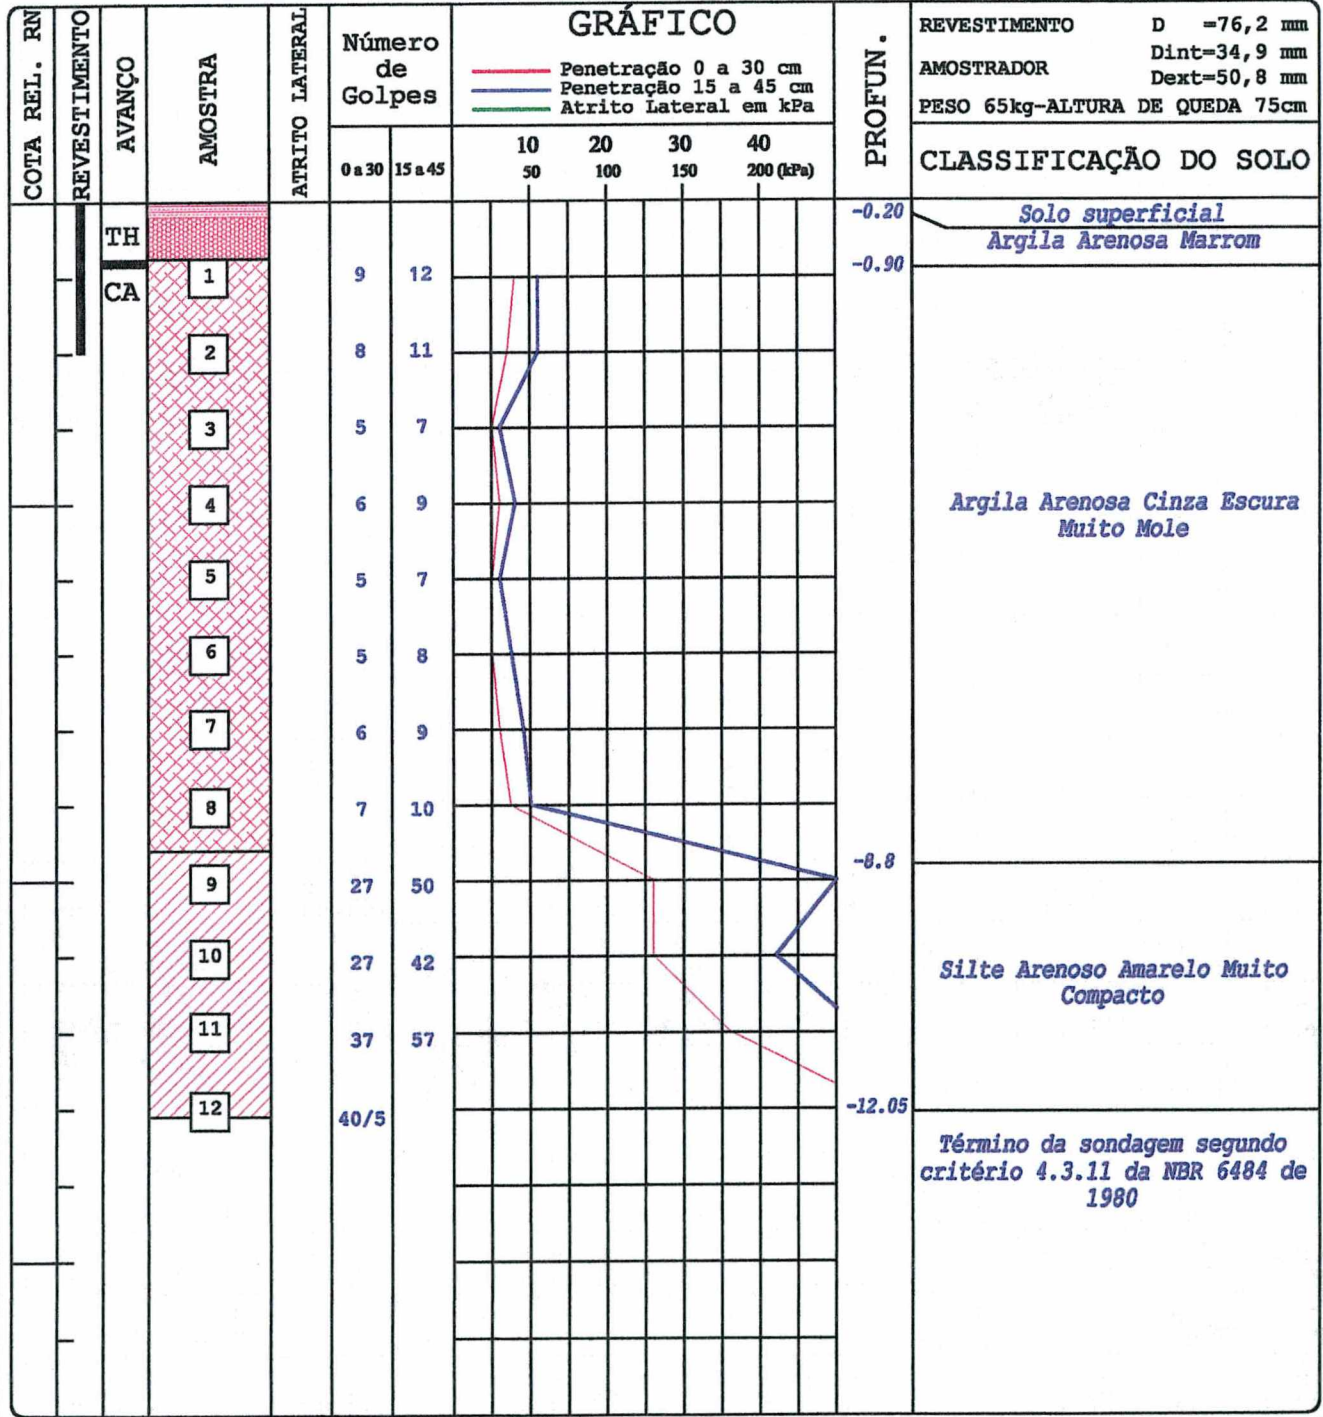 COTA REL. RN
REVESTIMENTO
AVANÇO
AMOSTRA
ATRITO LATERAL
Número
de
Golpes
0 a 30 15 a 45
GRÁFICO
Penetração 0 a 30 cm
Penetração 15 a 45 cm
Atrito Lateral em kPa
10 20 30 40
50 100 150 200 (kPa)
PROFUN.
REVESTIMENTO D =76,2 mm
Dint=34,9 mm
AMOSTRADOR
Dext=50,8 mm
PESO 65kg-ALTURA DE QUEDA 75cm
CLASSIFICAÇÃO DO SOLO
-0.20 Solo superficial
TH
Argila Arenosa Marrom
-0.90
CA
1 9 12
2 8 11
3 5 7
4 6 9
Argila Arenosa Cinza Escura
Muito Mole
5 5 7
6 5 8
7 6 9
8 7 10
-8.8
9 27 50
10 27 42
Silte Arenoso Amarelo Muito
Compacto
11 37 57
12 40/5
-12.05
Término da sondagem segundo
critério 4.3.11 da NBR 6484 de
1980